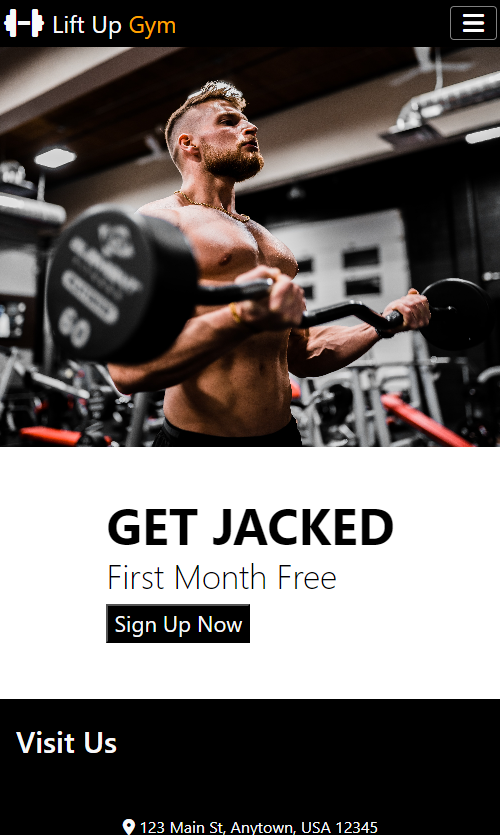 Lift Up Gym
60
GET JACKED
First Month Free
Sign Up Now
Visit Us
123 Main St, Anytown, USA 12345